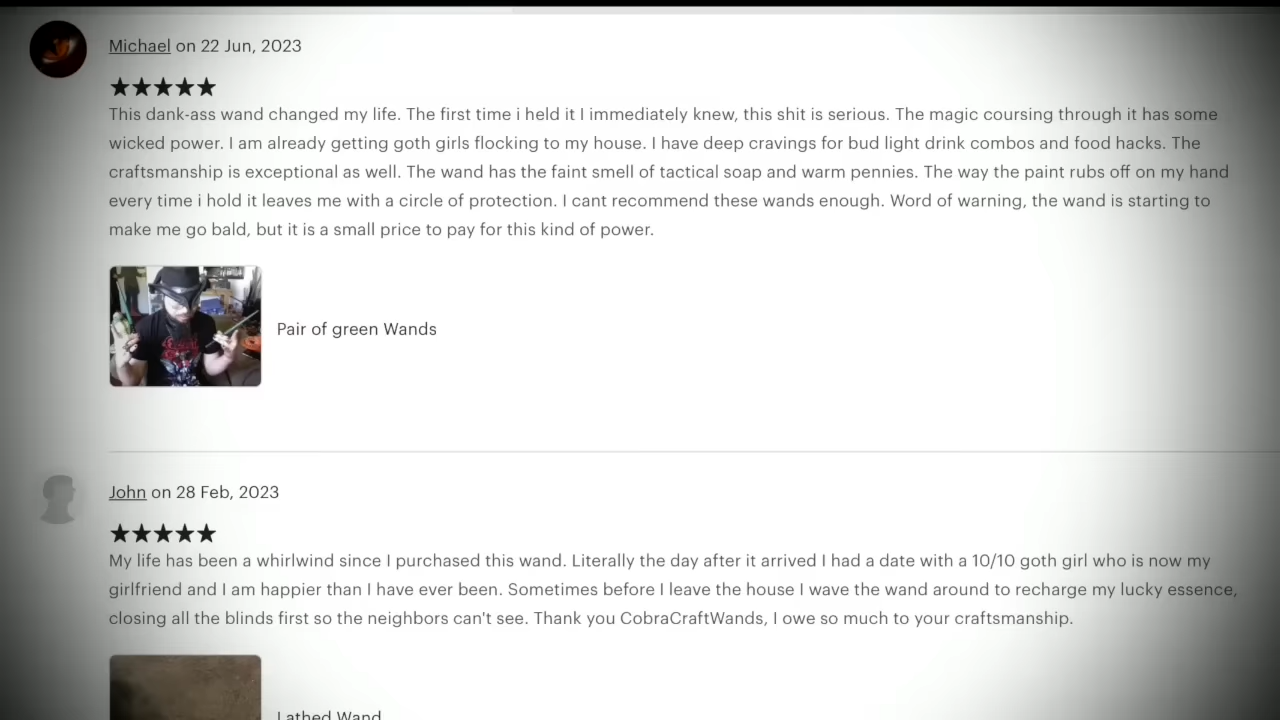 Michael on 22 Jun, 2023
★★★★★
This dank-ass wand changed my life. The first time i held it I immediately knew, this shit is serious. The magic coursing through it has some
wicked power. I am already getting goth girls flocking to my house. I have deep cravings for bud light drink combos and food hacks. The
craftsmanship is exceptional as well. The wand has the faint smell of tactical soap and warm pennies. The way the paint rubs off on my hand
every time i hold it leaves me with a circle of protection. I cant recommend these wands enough. Word of warning, the wand is starting to
make me go bald, but it is a small price to pay for this kind of power.
Pair of green Wands
John on 28 Feb, 2023
★★★★★
My life has been a whirlwind since I purchased this wand. Literally the day after it arrived I had a date with a 10/10 goth girl who is now my
girlfriend and I am happier than I have ever been. Sometimes before I leave the house I wave the wand around to recharge my lucky essence,
closing all the blinds first so the neighbors can't see. Thank you CobraCraftWands, I owe so much to your craftsmanship.
Lathed Wand